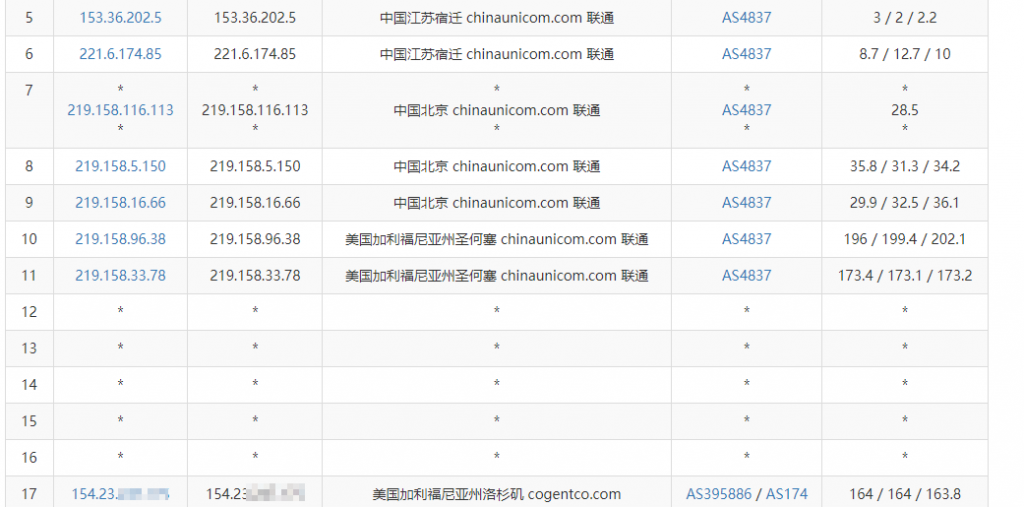 5 153.36.202.5 153.36.202.5 中国江苏宿迁 chinaunicom.com 联通 AS4837 3 / 2 / 2.2
6 221.6.174.85 221.6.174.85 中国江苏宿迁 chinaunicom.com 联通 AS4837 8.7 / 12.7 / 10
7 * * * * *
219.158.116.113 219.158.116.113 中国北京 chinaunicom.com 联通 AS4837 28.5
* * * * *
8 219.158.5.150 219.158.5.150 中国北京 chinaunicom.com 联通 AS4837 35.8 / 31.3 / 34.2
9 219.158.16.66 219.158.16.66 中国北京 chinaunicom.com 联通 AS4837 29.9 / 32.5 / 36.1
10 219.158.96.38 219.158.96.38 美国加利福尼亚州圣何塞 chinaunicom.com 联通 AS4837 196 / 199.4 / 202.1
11 219.158.33.78 219.158.33.78 美国加利福尼亚州圣何塞 chinaunicom.com 联通 AS4837 173.4 / 173.1 / 173.2
12 * * * * *
13 * * * * *
14 * * * * *
15 * * * * *
16 * * * * *
17 154.23. 154.23 美国加利福尼亚州洛杉矶 cogentco.com AS395886 / AS174 164 / 164 / 163.8